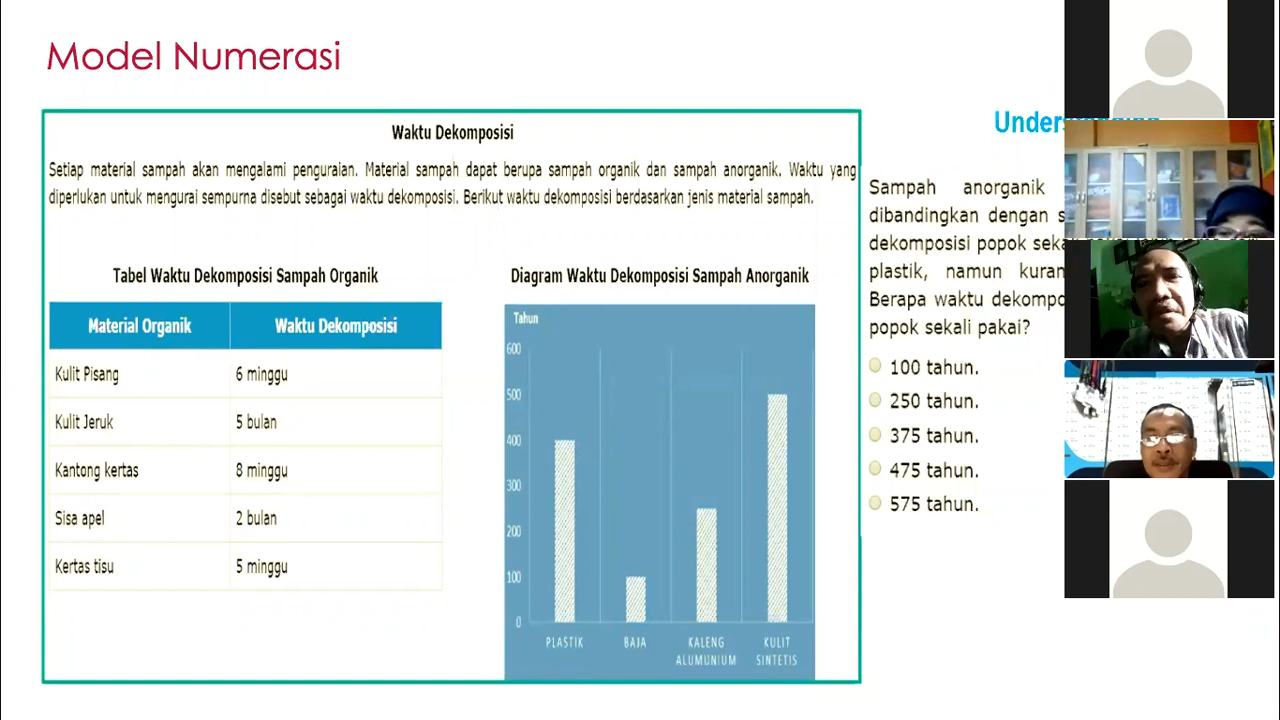 Model Numerasi
Waktu Dekomposisi
Setiap material sampah akan mengalami penguraian. Material sampah dapat berupa sampah organik dan sampah anorganik. Waktu yang
diperlukan untuk mengurai sempurna disebut sebagai waktu dekomposisi. Berikut waktu dekomposisi berdasarkan jenis material sampah.
Tabel Waktu Dekomposisi Sampah Organik
Material Organik Waktu Dekomposisi
Kulit Pisang 6 minggu
Kulit Jeruk 5 bulan
Kantong kertas 8 minggu
Sisa apel 2 bulan
Kertas tisu 5 minggu
Diagram Waktu Dekomposisi Sampah Anorganik
Tahun
600
500
400
300
200
100
0
PLASTIK BAJA KALENG KULIT
ALUMUNIUM SINTETIS
Sampah anorganik
dibandingkan dengan
dekomposisi popok
plastik, namun
Berapa waktu
popok sekali pakai?
100 tahun.
250 tahun.
375 tahun.
475 tahun.
575 tahun.